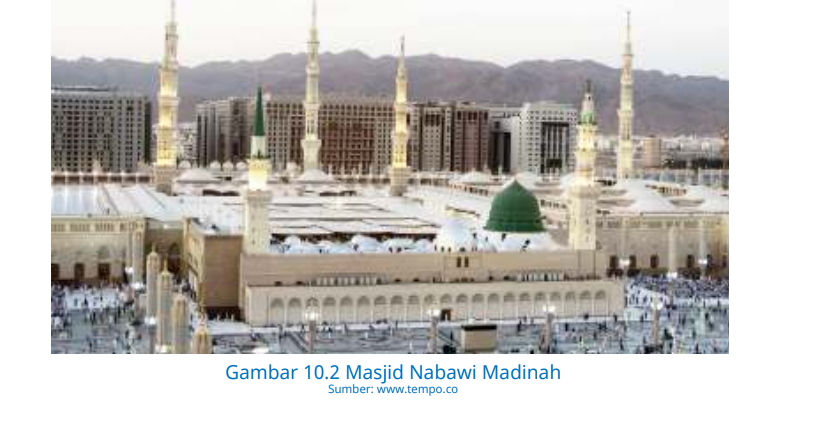 Gambar 10.2 Masjid Nabawi Madinah
Sumber: www.tempo.co